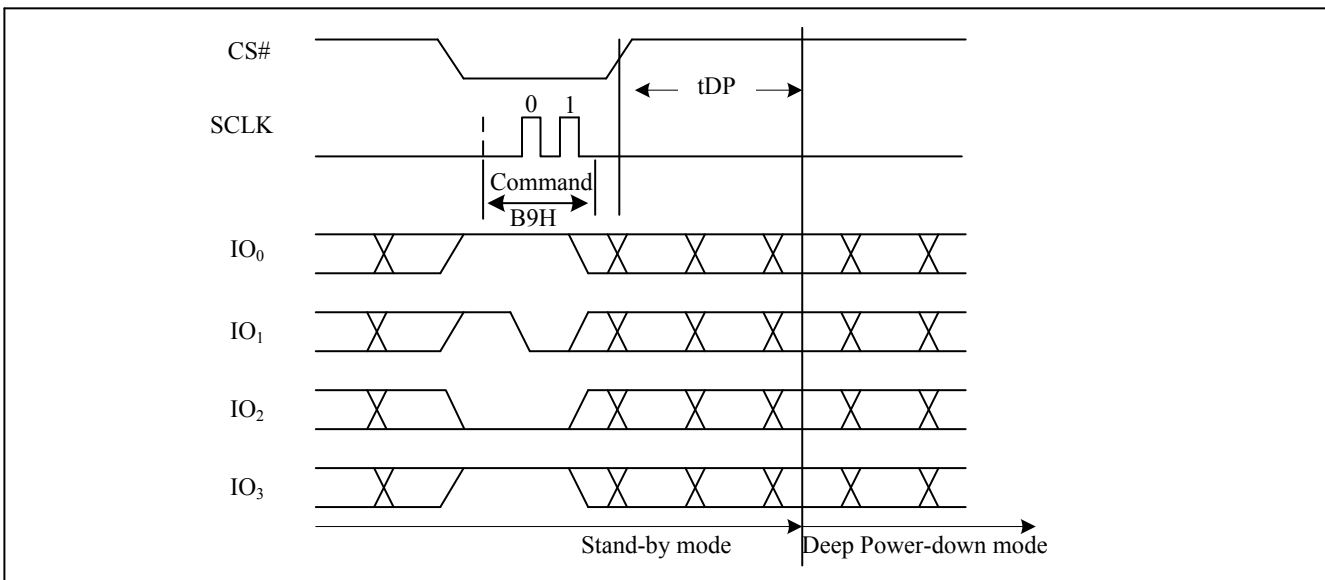 CS#
tDP
0 1
SCLK
Command
B9H
IO0
IO1
IO2
IO3
Stand-by mode Deep Power-down mode